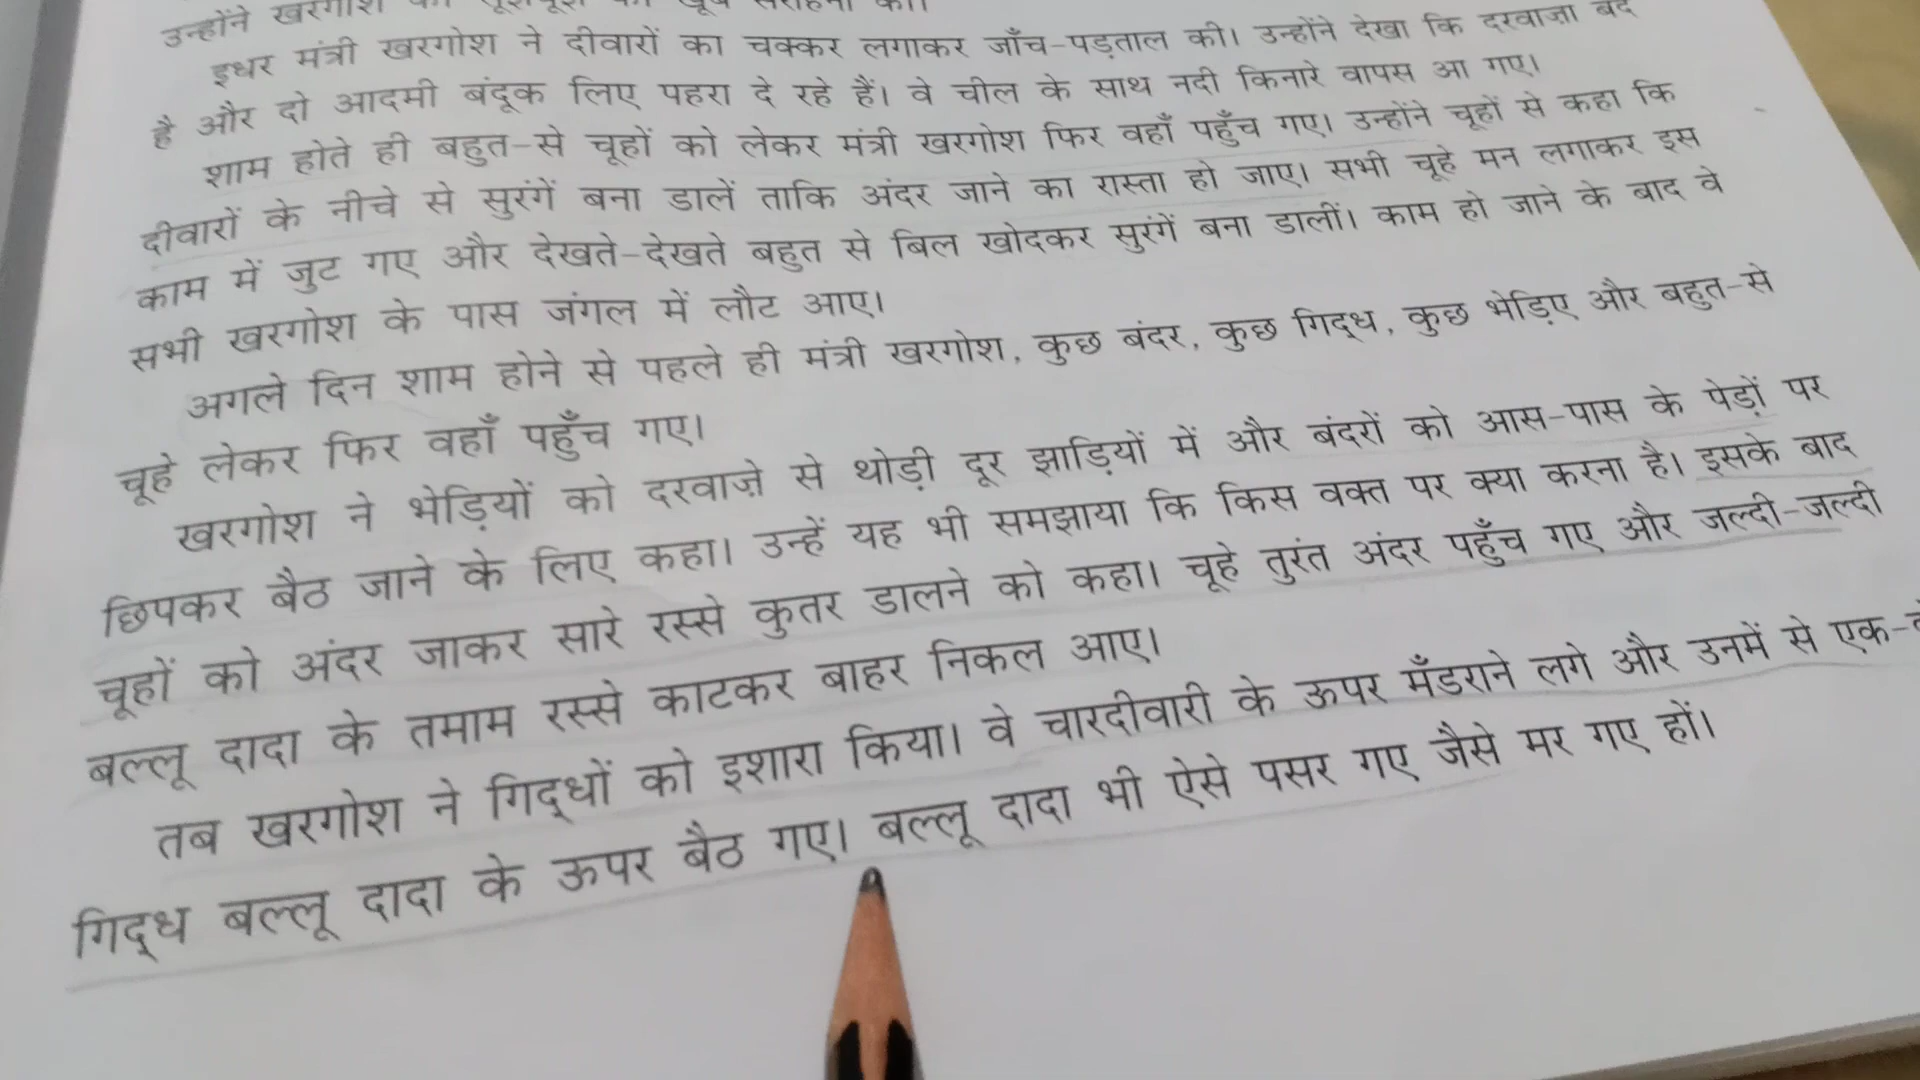 उन्होंने खरगोश की सूझबूझ की खूब सराहना की।
इधर मंत्री खरगोश ने दीवारों का चक्कर लगाकर जाँच-पड़ताल की। उन्होंने देखा कि दरवाज़ा बंद
है और दो आदमी बंदूक लिए पहरा दे रहे हैं। वे चील के साथ नदी किनारे वापस आ गए।
शाम होते ही बहुत-से चूहों को लेकर मंत्री खरगोश फिर वहाँ पहुँच गए। उन्होंने चूहों से कहा कि
दीवारों के नीचे से सुरंगें बना डालें ताकि अंदर जाने का रास्ता हो जाए। सभी चूहे मन लगाकर इस
काम में जुट गए और देखते-देखते बहुत से बिल खोदकर सुरंगें बना डालीं। काम हो जाने के बाद वे
सभी खरगोश के पास जंगल में लौट आए।
अगले दिन शाम होने से पहले ही मंत्री खरगोश, कुछ बंदर, कुछ गिद्ध, कुछ भेड़िए और बहुत-से
चूहे लेकर फिर वहाँ पहुँच गए।
खरगोश ने भेड़ियों को दरवाज़े से थोड़ी दूर झाड़ियों में और बंदरों को आस-पास के पेड़ों पर
छिपकर बैठ जाने के लिए कहा। उन्हें यह भी समझाया कि किस वक्त पर क्या करना है। इसके बाद
चूहों को अंदर जाकर सारे रस्से कुतर डालने को कहा। चूहे तुरंत अंदर पहुँच गए और जल्दी-जल्दी
बल्लू दादा के तमाम रस्से काटकर बाहर निकल आए।
तब खरगोश ने गिद्धों को इशारा किया। वे चारदीवारी के ऊपर मँडराने लगे और उनमें से एक-
गिद्ध बल्लू दादा के ऊपर बैठ गए। बल्लू दादा भी ऐसे पसर गए जैसे मर गए हों।